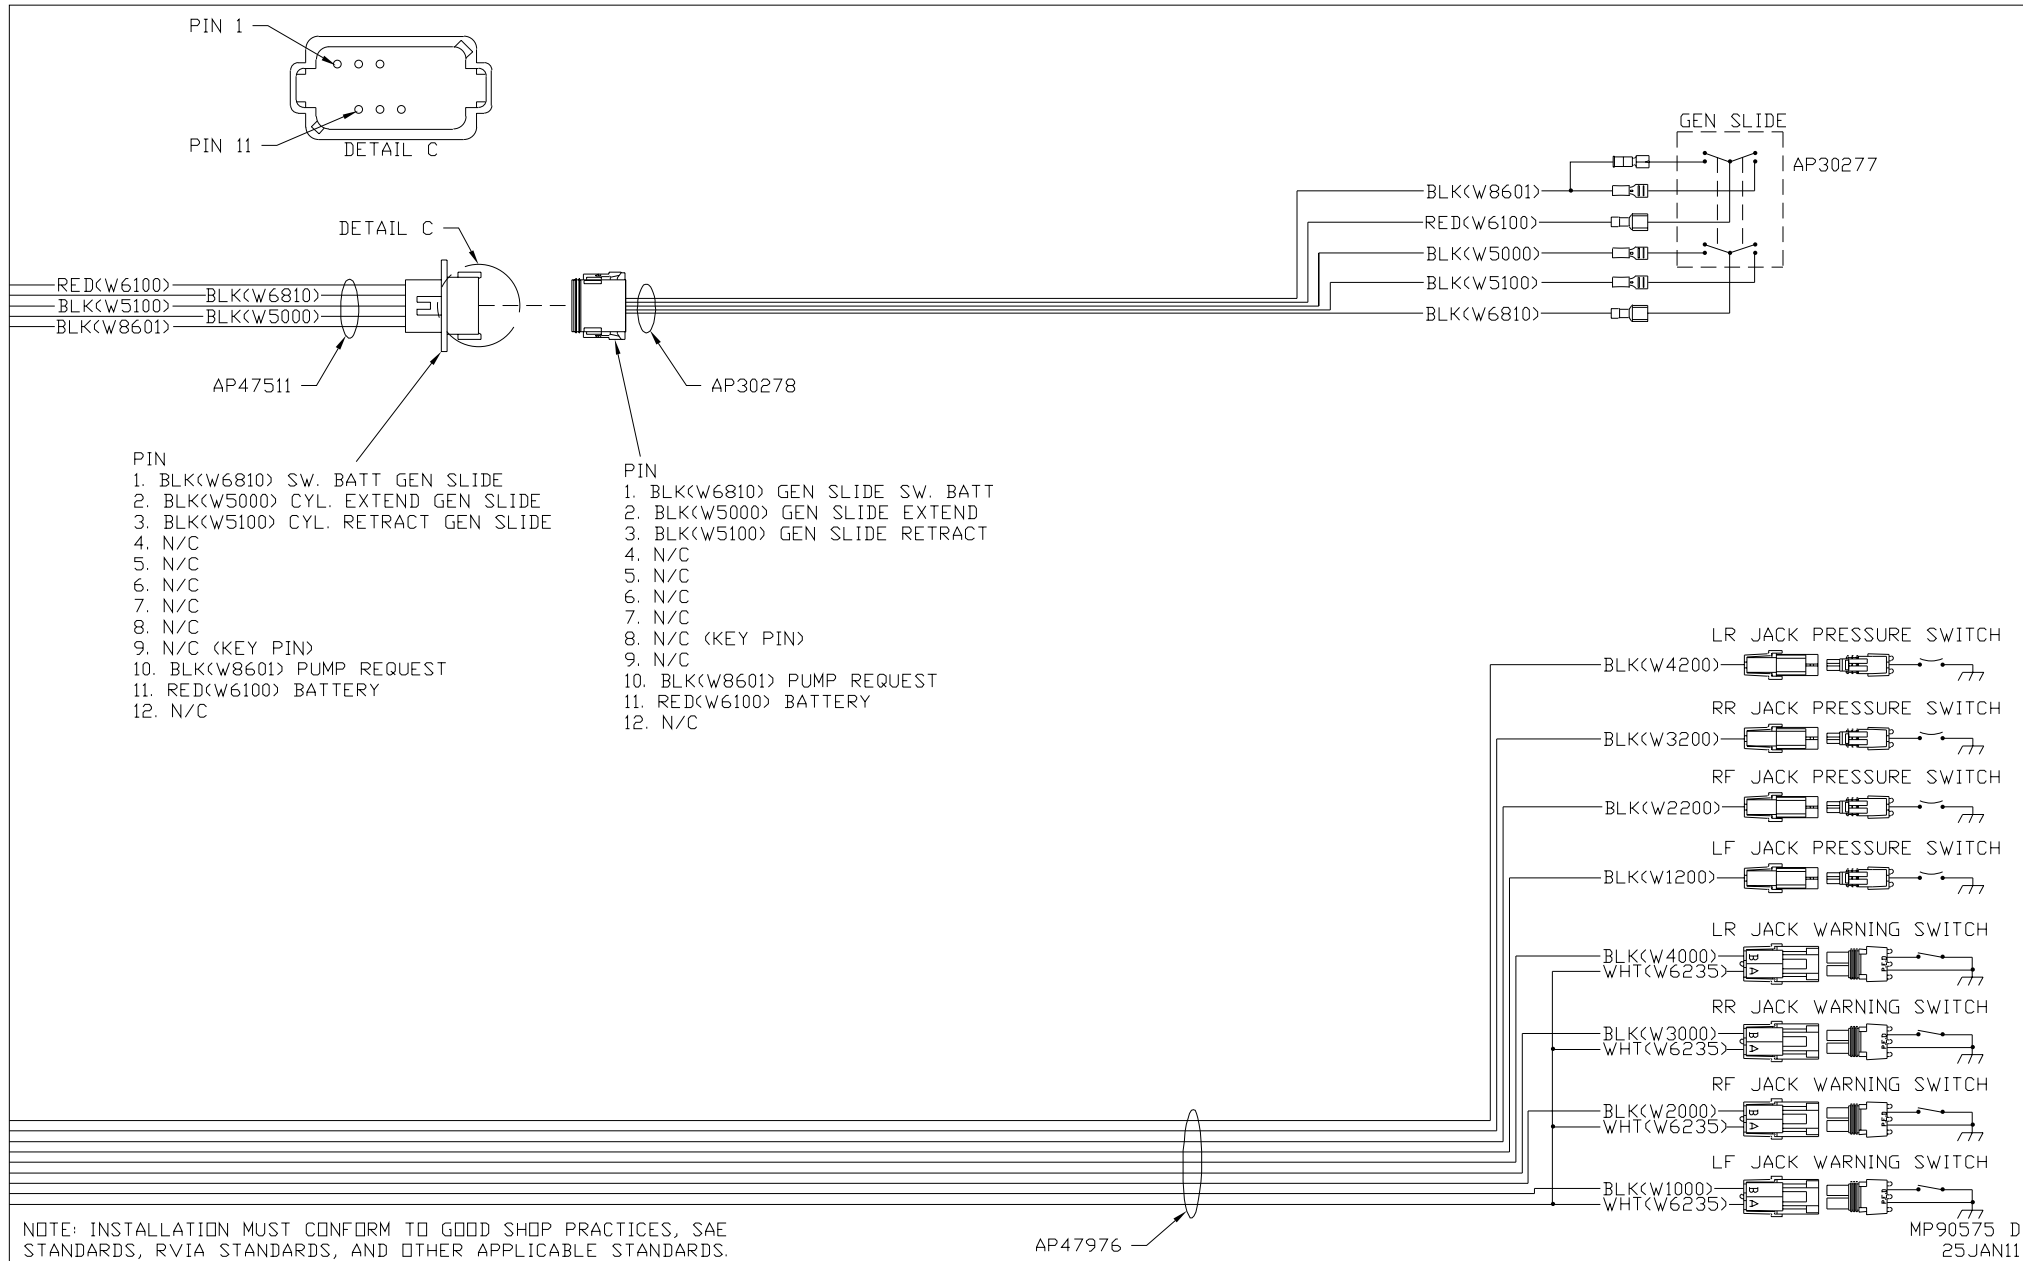 PIN 1
PIN 11
DETAIL C
GEN SLIDE
AP30277
BLK(W8601)
RED(W6100)
BLK(W5000)
BLK(W5100)
BLK(W6810)
DETAIL C
RED(W6100)
BLK(W6810)
BLK(W5100)
BLK(W5000)
BLK(W8601)
AP47511
AP30278
PIN
1. BLK(W6810) SW. BATT GEN SLIDE
2. BLK(W5000) CYL. EXTEND GEN SLIDE
3. BLK(W5100) CYL. RETRACT GEN SLIDE
4. N/C
5. N/C
6. N/C
7. N/C
8. N/C
9. N/C (KEY PIN)
10. BLK(W8601) PUMP REQUEST
11. RED(W6100) BATTERY
12. N/C
PIN
1. BLK(W6810) GEN SLIDE SW. BATT
2. BLK(W5000) GEN SLIDE EXTEND
3. BLK(W5100) GEN SLIDE RETRACT
4. N/C
5. N/C
6. N/C
7. N/C
8. N/C (KEY PIN)
9. N/C
10. BLK(W8601) PUMP REQUEST
11. RED(W6100) BATTERY
12. N/C
LR JACK PRESSURE SWITCH
BLK(W4200)
RR JACK PRESSURE SWITCH
BLK(W3200)
RF JACK PRESSURE SWITCH
BLK(W2200)
LF JACK PRESSURE SWITCH
BLK(W1200)
LR JACK WARNING SWITCH
BLK(W4000)
B
WHT(W6235)
A
RR JACK WARNING SWITCH
BLK(W3000)
B
WHT(W6235)
A
RF JACK WARNING SWITCH
BLK(W2000)
B
WHT(W6235)
A
LF JACK WARNING SWITCH
BLK(W1000)
B
WHT(W6235)
A
AP47976
NOTE: INSTALLATION MUST CONFORM TO GOOD SHOP PRACTICES, SAE
STANDARDS, RVIA STANDARDS, AND OTHER APPLICABLE STANDARDS.
MP90575 D
25JAN11